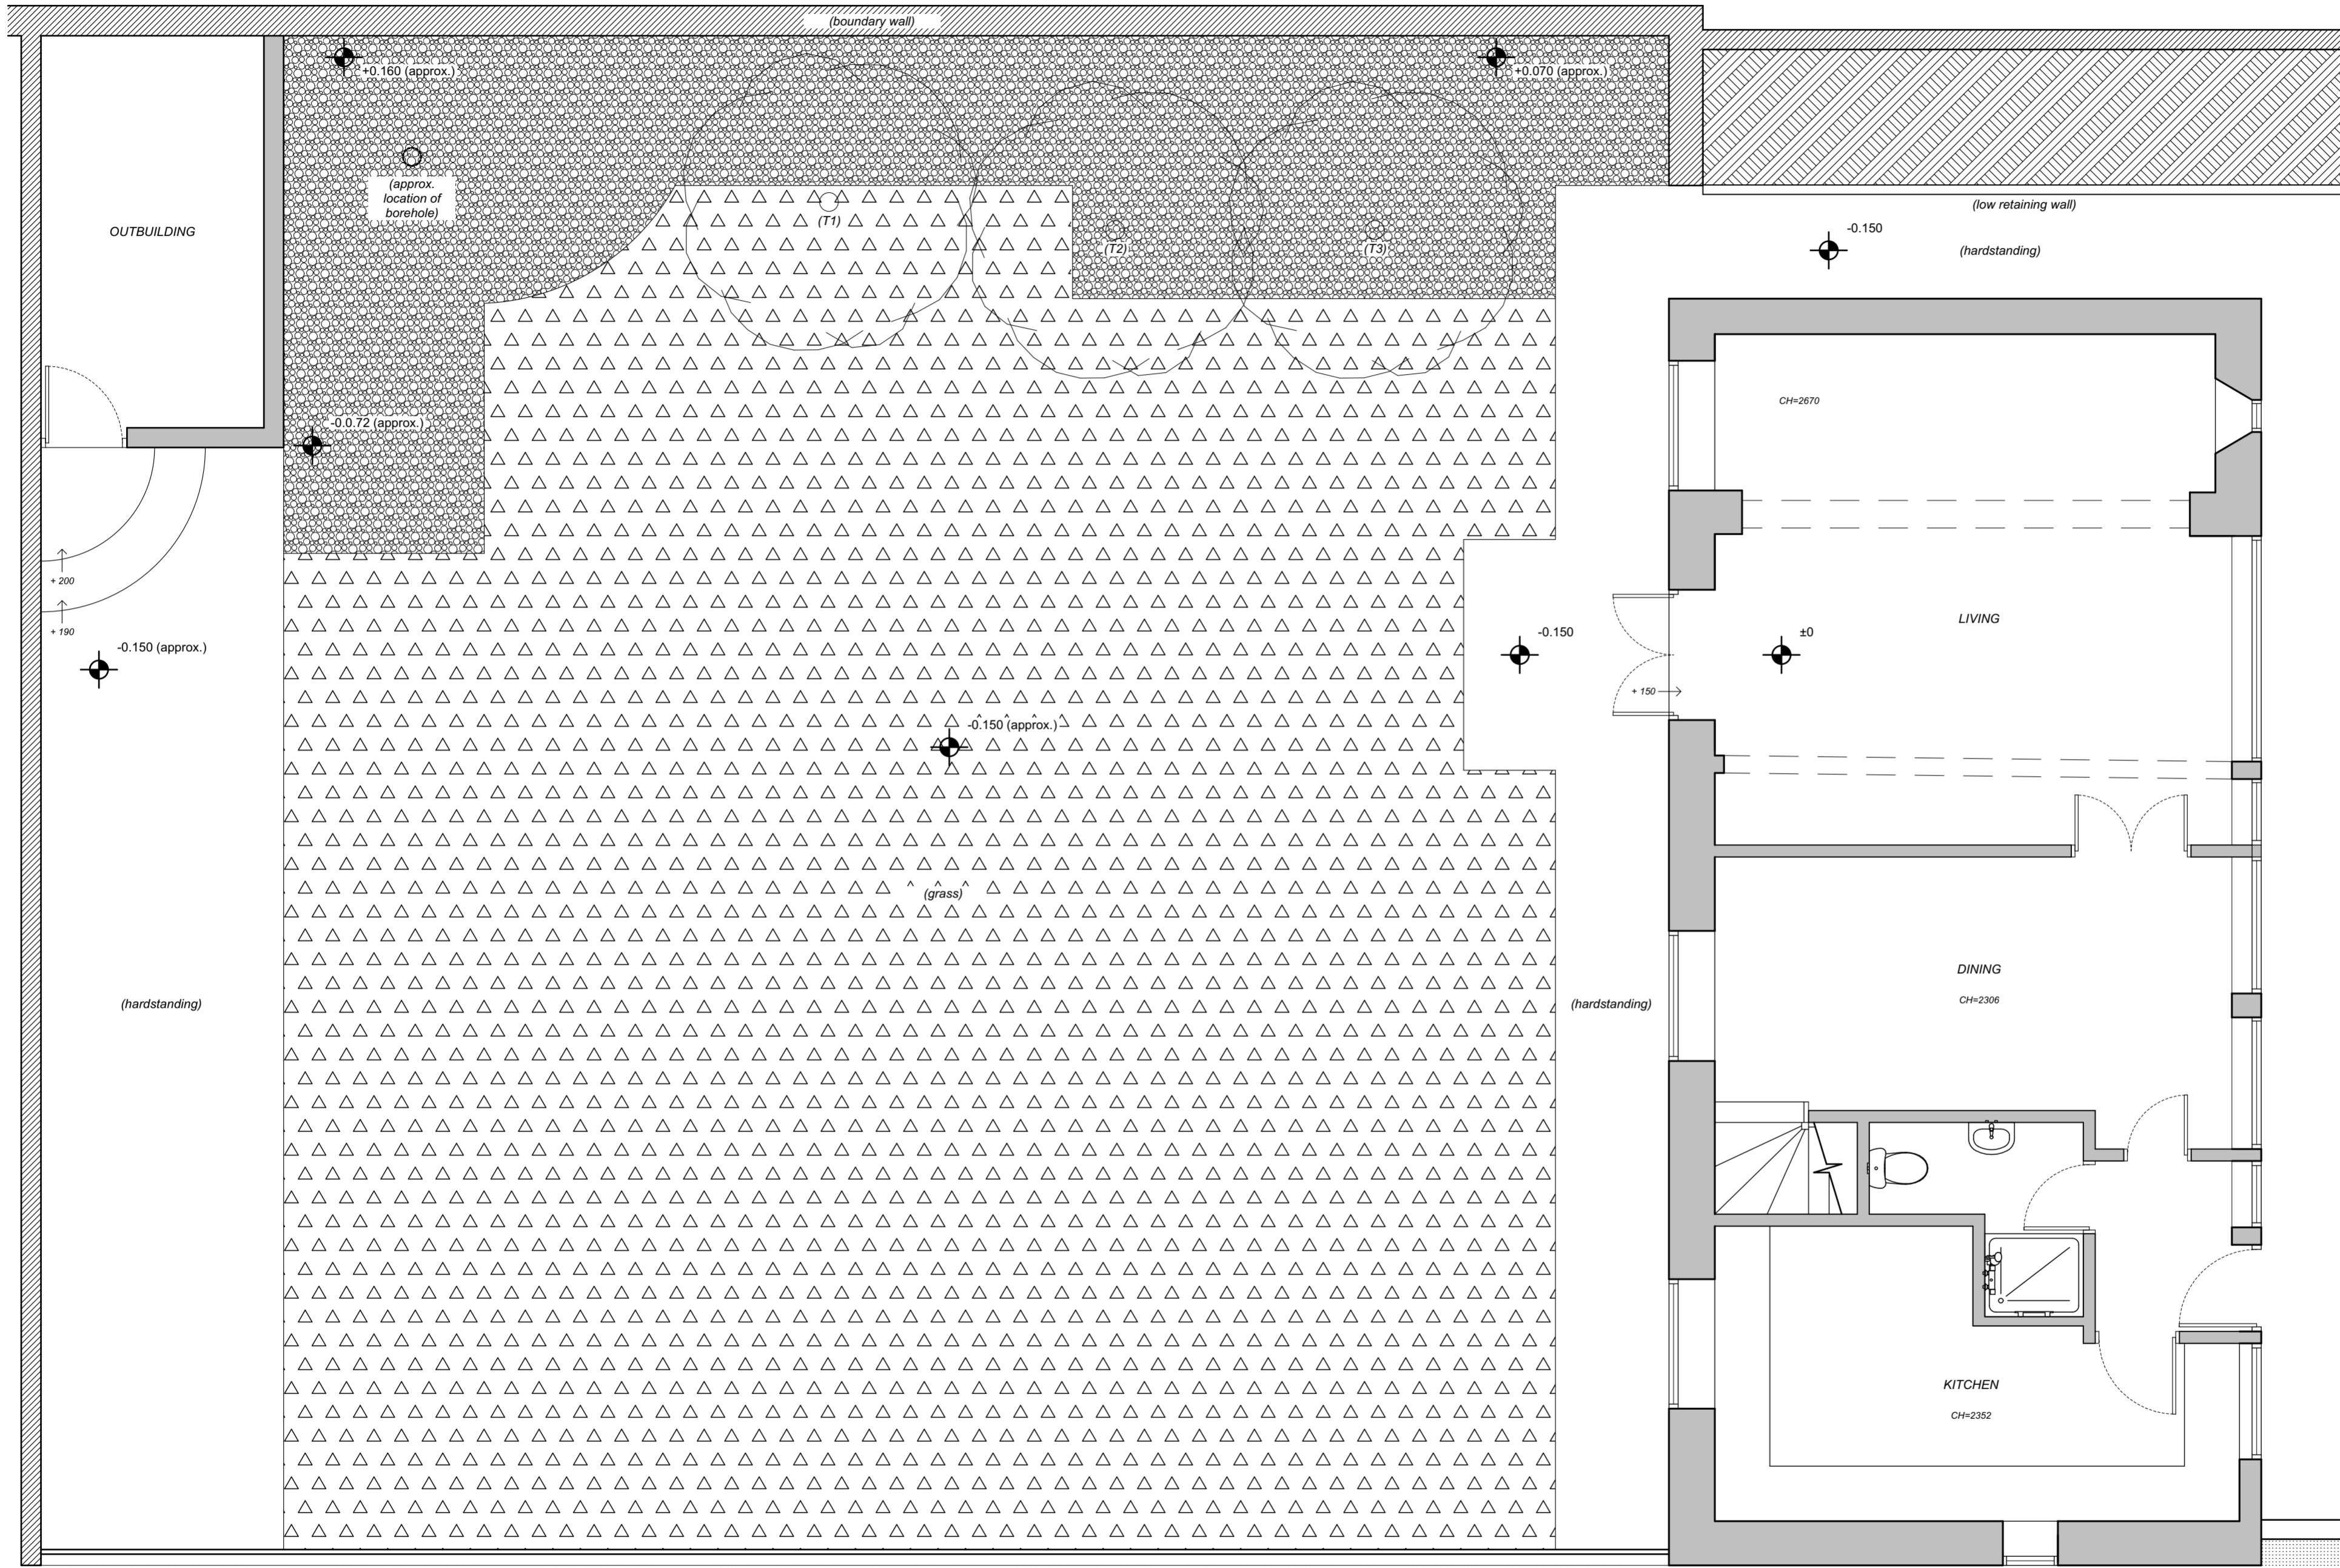 (boundary wall)
+0.160 (approx.)
+0.070 (approx.)
(approx.
location of
borehole)
(T1)
(T2)
(T3)
(low retaining wall)
-0.150
(hardstanding)
OUTBUILDING
CH=2670
-0.0.72 (approx.)
+ 200
+ 190
-0.150 (approx.)
-0.150
±0
LIVING
+ 150
-0.150 (approx.)
(grass)
DINING
CH=2306
(hardstanding)
(hardstanding)
KITCHEN
CH=2352